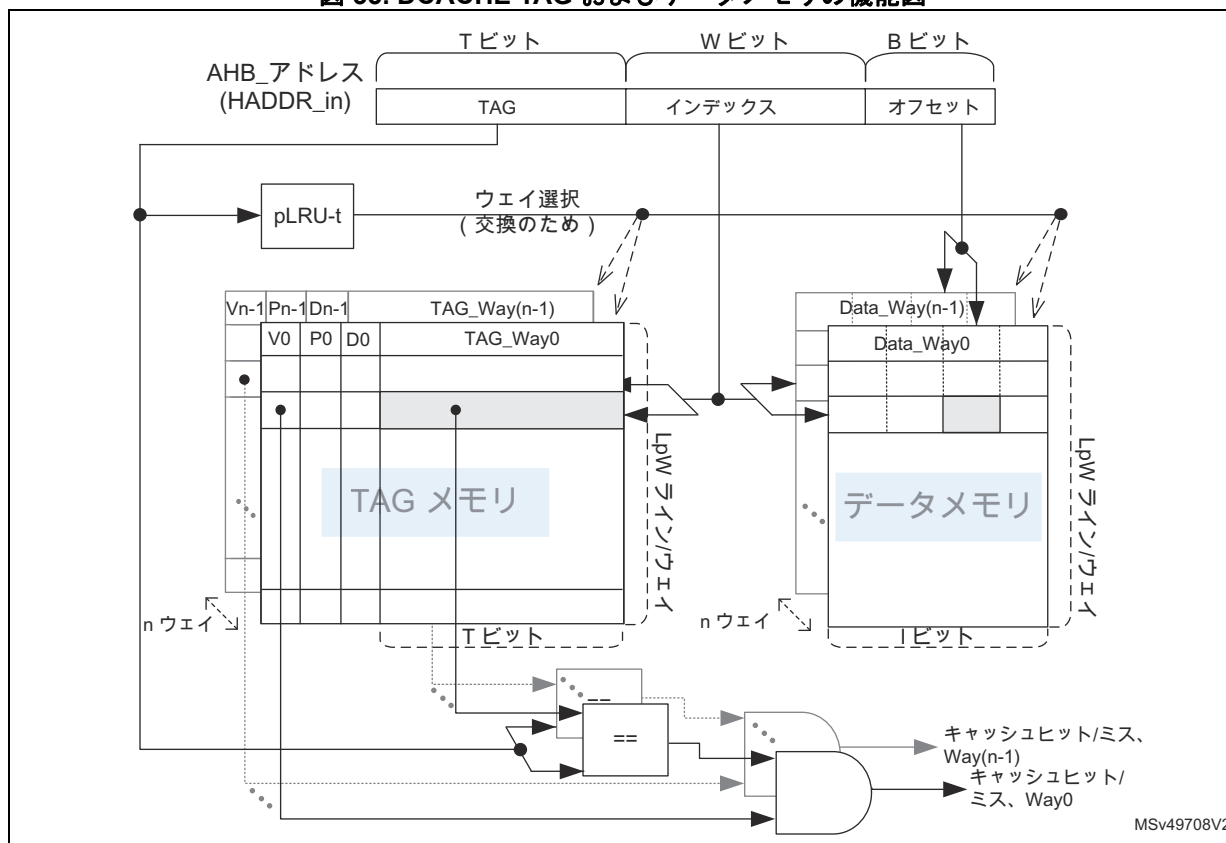 T ビット
W ビット
B ビット
AHB_アドレス
(HADDR_in)
TAG
インデックス
オフセット
pLRU-t
ウェイ選択
( 交換のため )
Vn-1
Pn-1
Dn-1
TAG_Way(n-1)
V0
P0
D0
TAG_Way0
Data_Way(n-1)
Data_Way0
TAG メモリ
データメモリ
LpW ライン/ウェイ
LpW ライン/ウェイ
n ウェイ
T ビット
n ウェイ
I ビット
==
==
キャッシュヒット/ミス、
Way(n-1)
キャッシュヒット/
ミス、Way0
MSv49708V2